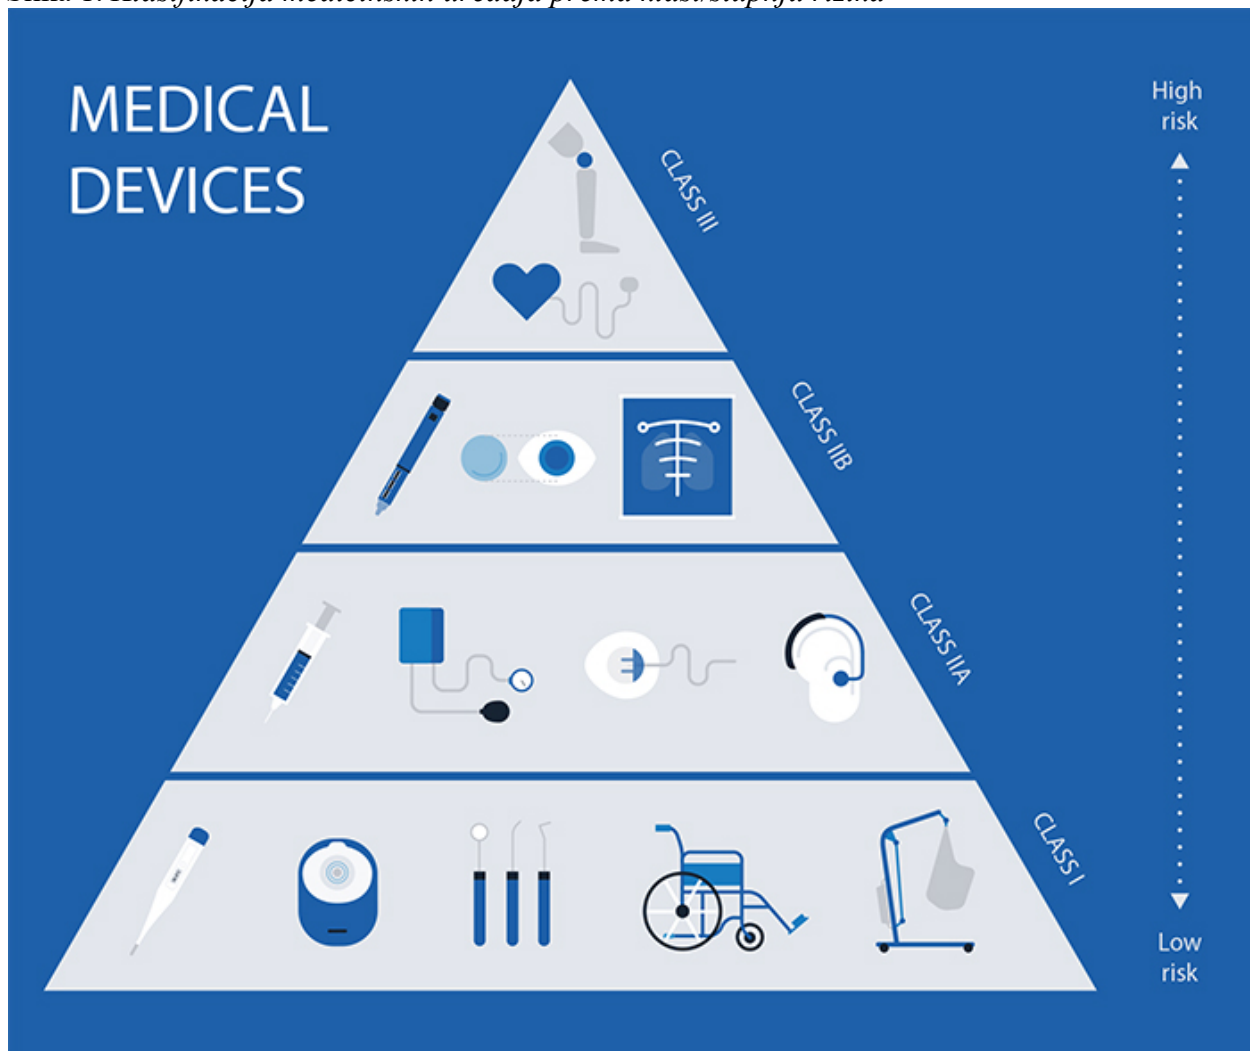 MEDICAL
DEVICES
High
risk
CLASS III
CLASS IIB
CLASS IIA
CLASS I
Low
risk